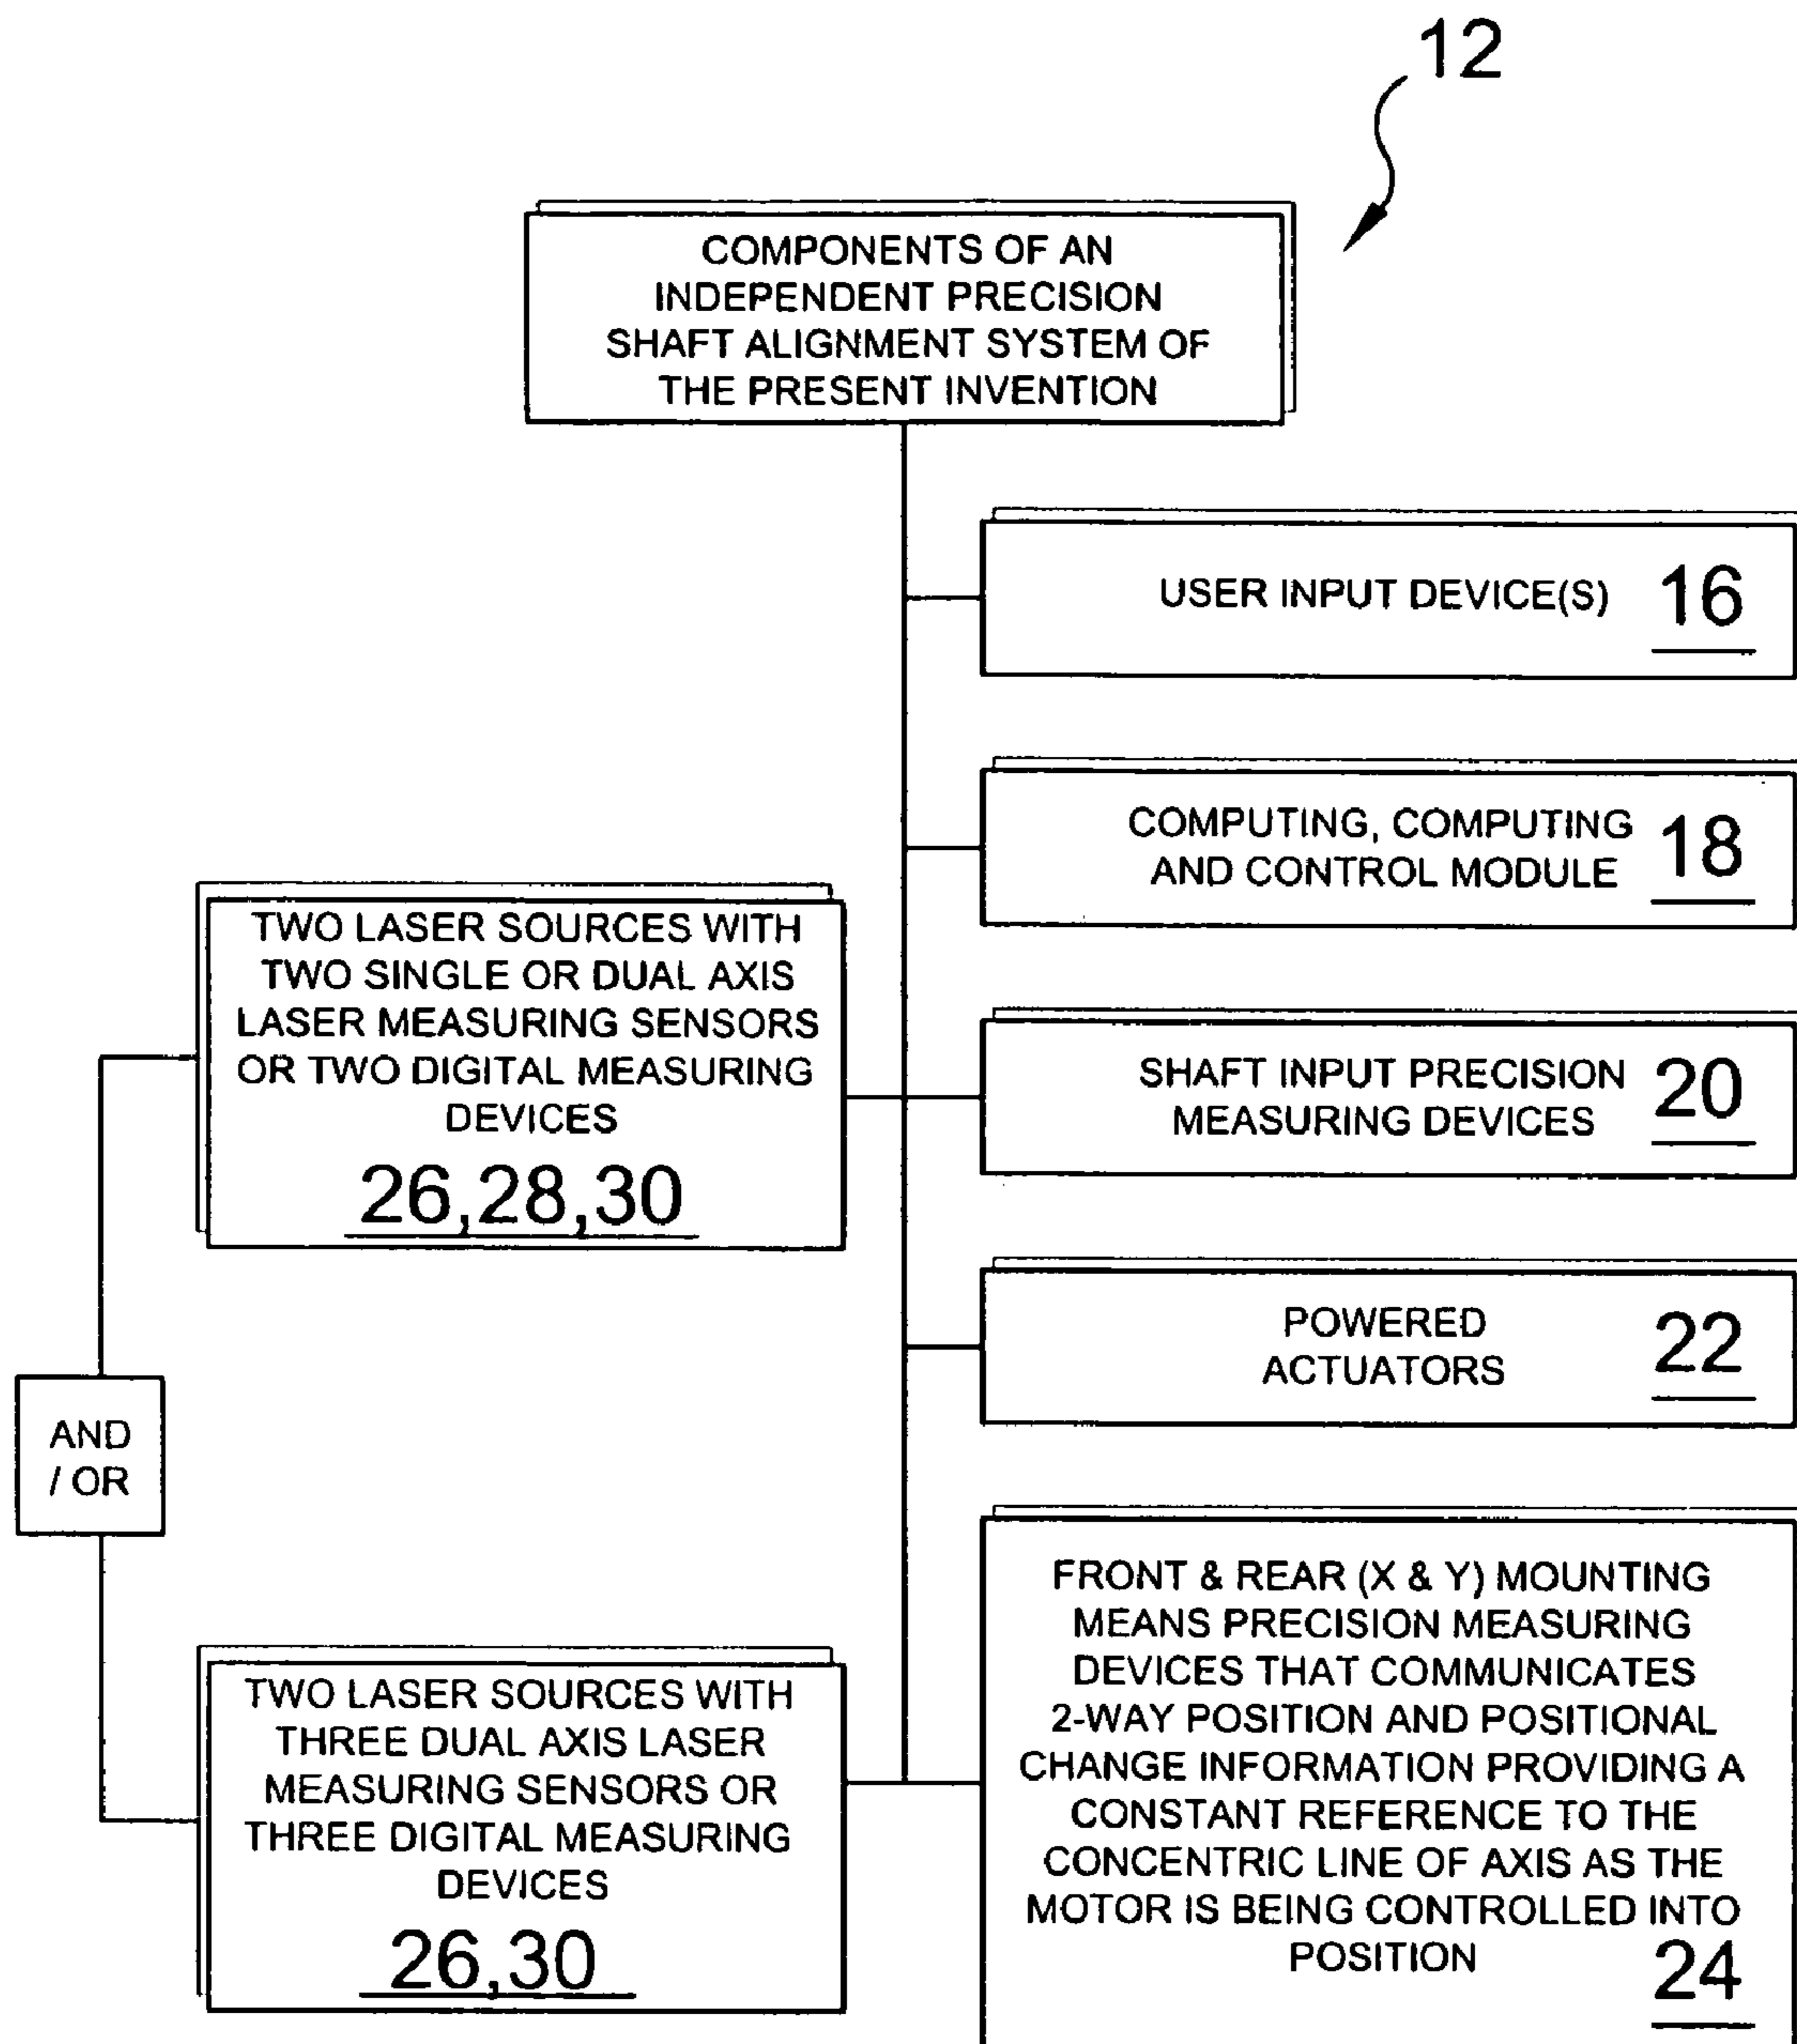 12
COMPONENTS OF AN
INDEPENDENT PRECISION
SHAFT ALIGNMENT SYSTEM OF
THE PRESENT INVENTION
USER INPUT DEVICE(S) 16
COMPUTING, COMPUTING
AND CONTROL MODULE 18
TWO LASER SOURCES WITH
TWO SINGLE OR DUAL AXIS
LASER MEASURING SENSORS
OR TWO DIGITAL MEASURING
DEVICES
26,28,30
SHAFT INPUT PRECISION
MEASURING DEVICES 20
POWERED
ACTUATORS 22
AND
/ OR
TWO LASER SOURCES WITH
THREE DUAL AXIS LASER
MEASURING SENSORS OR
THREE DIGITAL MEASURING
DEVICES
26,30
FRONT & REAR (X & Y) MOUNTING
MEANS PRECISION MEASURING
DEVICES THAT COMMUNICATES
2-WAY POSITION AND POSITIONAL
CHANGE INFORMATION PROVIDING A
CONSTANT REFERENCE TO THE
CONCENTRIC LINE OF AXIS AS THE
MOTOR IS BEING CONTROLLED INTO
POSITION 24